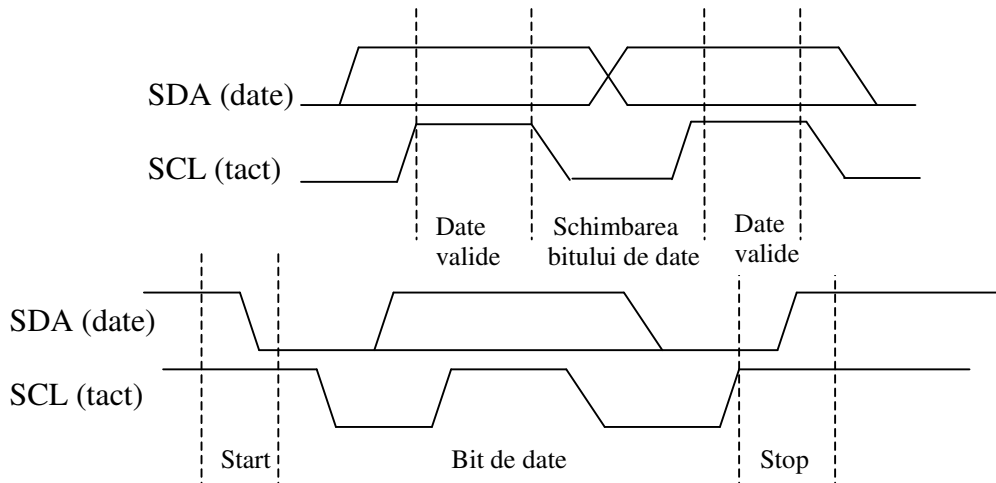 SDA (date)
SCL (tact)
Date
valide
Schimbarea
bitului de date
Date
valide
SDA (date)
SCL (tact)
Start
Bit de date
Stop